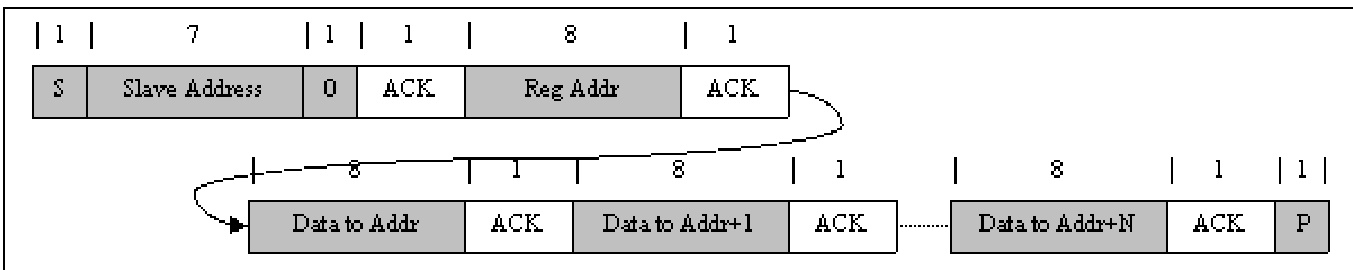 1 7 1 1 8 1
S Slave Address 0 ACK Reg Addr ACK
8 1 8 1 8 1 1
Data to Addr ACK Data to Addr+1 ACK Data to Addr+N ACK P